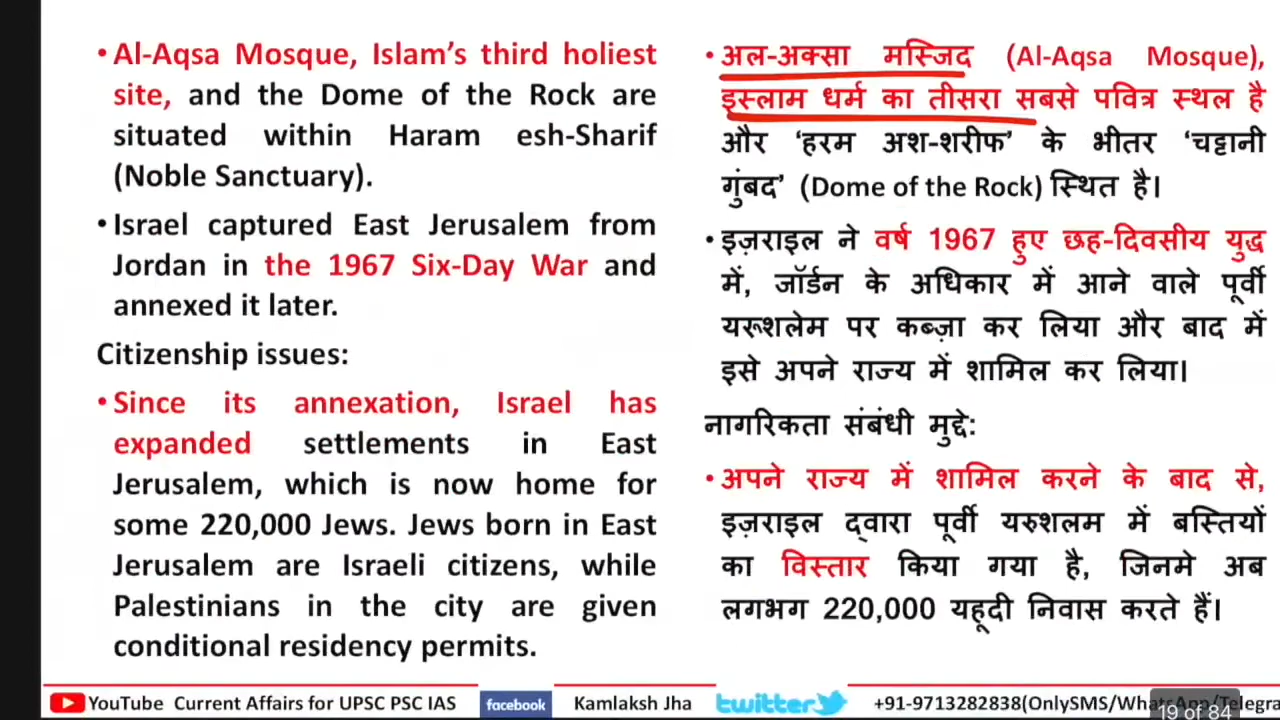 • Al-Aqsa Mosque, Islam’s third holiest
site, and the Dome of the Rock are
situated within Haram esh-Sharif
(Noble Sanctuary).
• Israel captured East Jerusalem from
Jordan in the 1967 Six-Day War and
annexed it later.
Citizenship issues:
• Since its annexation, Israel has
expanded settlements in East
Jerusalem, which is now home for
some 220,000 Jews. Jews born in East
Jerusalem are Israeli citizens, while
Palestinians in the city are given
conditional residency permits.
• अल-अक्सा मस्जिद (Al-Aqsa Mosque),
इस्लाम धर्म का तीसरा सबसे पवित्र स्थल है
और ‘हरम अश-शरीफ’ के भीतर ‘चट्टानी
गुंबद’ (Dome of the Rock) स्थित है।
• इज़राइल ने वर्ष 1967 हुए छह-दिवसीय युद्ध
में, जॉर्डन के अधिकार में आने वाले पूर्वी
यरूशलेम पर कब्ज़ा कर लिया और बाद में
इसे अपने राज्य में शामिल कर लिया।
नागरिकता संबंधी मुद्दे:
• अपने राज्य में शामिल करने के बाद से,
इज़राइल द्वारा पूर्वी यरुशलम में बस्तियों
का विस्तार किया गया है, जिनमे अब
लगभग 220,000 यहूदी निवास करते हैं।
YouTube Current Affairs for UPSC PSC IAS facebook Kamlaksh Jha twitter +91-9713282838(OnlySMS/WhatsApp/Telegra
19 of 84